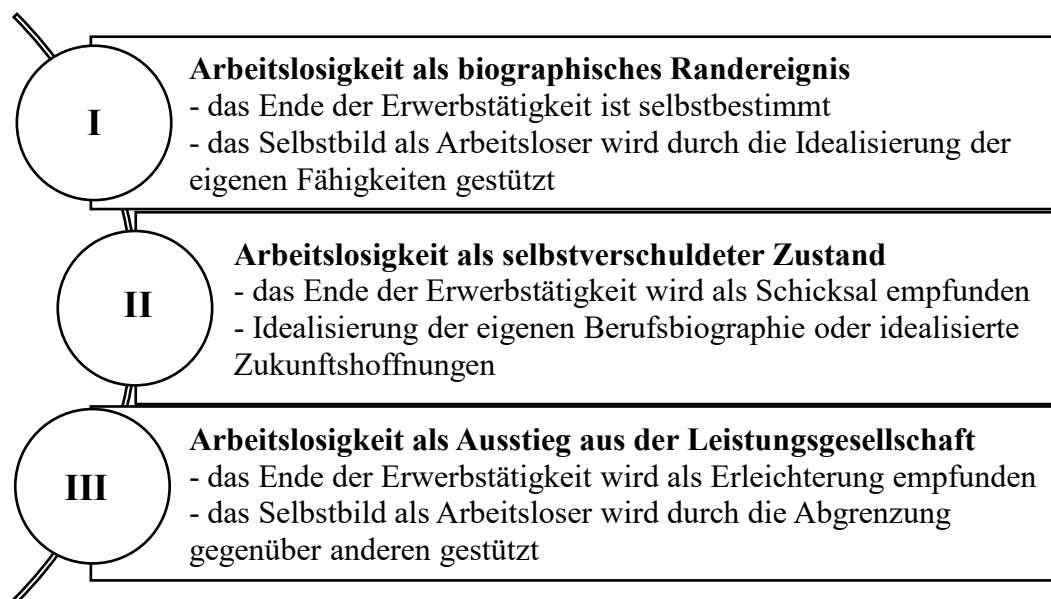 I
Arbeitslosigkeit als biographisches Randereignis
- das Ende der Erwerbstätigkeit ist selbstbestimmt
- das Selbstbild als Arbeitsloser wird durch die Idealisierung der
eigenen Fähigkeiten gestützt
II
Arbeitslosigkeit als selbstverschuldeter Zustand
- das Ende der Erwerbstätigkeit wird als Schicksal empfunden
- Idealisierung der eigenen Berufsbiographie oder idealisierte
Zukunftshoffnungen
III
Arbeitslosigkeit als Ausstieg aus der Leistungsgesellschaft
- das Ende der Erwerbstätigkeit wird als Erleichterung empfunden
- das Selbstbild als Arbeitsloser wird durch die Abgrenzung
gegenüber anderen gestützt